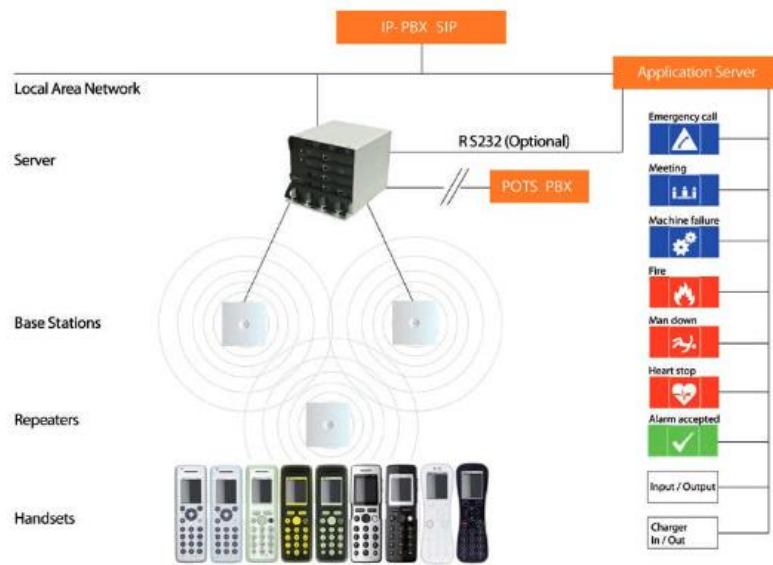 IP-PBX SIP
Local Area Network
Application Server
Emergency call
Server
RS232 (Optional)
Meeting
POTS PBX
Machine failure
Fire
Base Stations
Man down
Heart stop
Repeaters
Alarm accepted
Input / Output
Handsets
Charger
In / Out